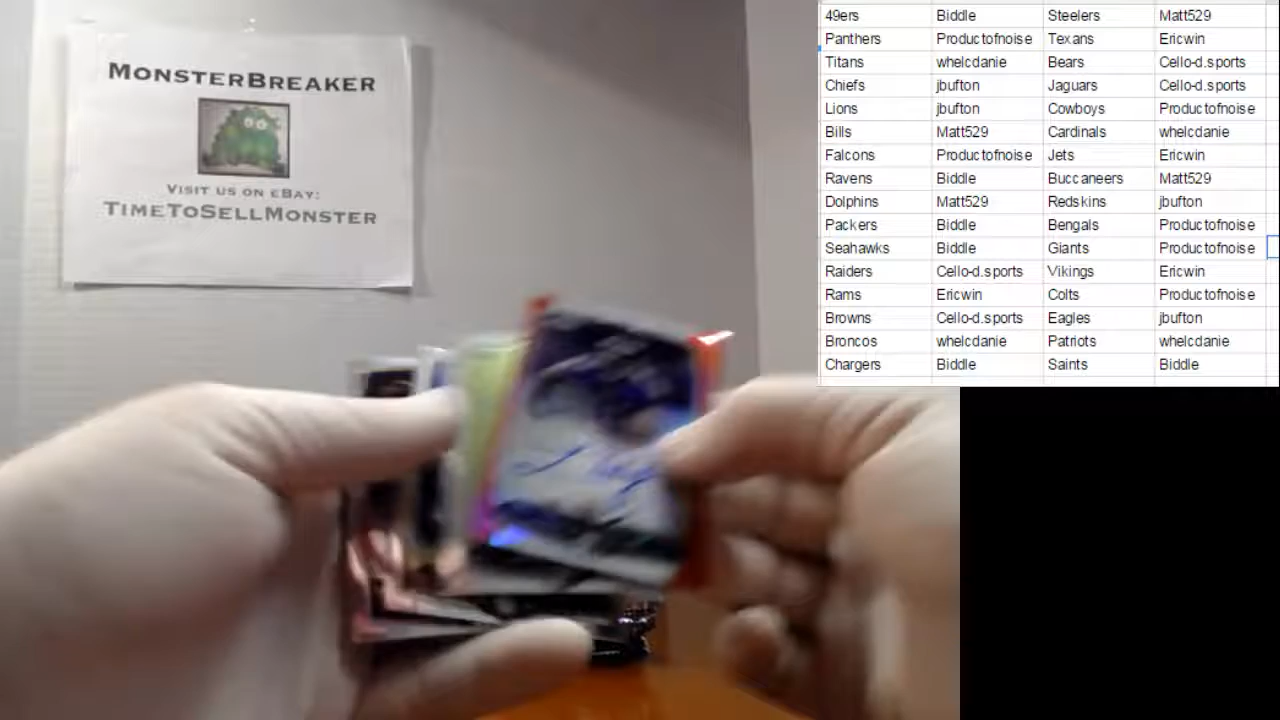 MonsterBreaker
Visit us on eBay:
TimeToSellMonster
49ers Biddle Steelers Matt529
Panthers Productofnoise Texans Ericwin
Titans whelcdanie Bears Cello-d.sports
Chiefs jbufton Jaguars Cello-d.sports
Lions jbufton Cowboys Productofnoise
Bills Matt529 Cardinals whelcdanie
Falcons Productofnoise Jets Ericwin
Ravens Biddle Buccaneers Matt529
Dolphins Matt529 Redskins jbufton
Packers Biddle Bengals Productofnoise
Seahawks Biddle Giants Productofnoise
Raiders Cello-d.sports Vikings Ericwin
Rams Ericwin Colts Productofnoise
Browns Cello-d.sports Eagles jbufton
Broncos whelcdanie Patriots whelcdanie
Chargers Biddle Saints Biddle